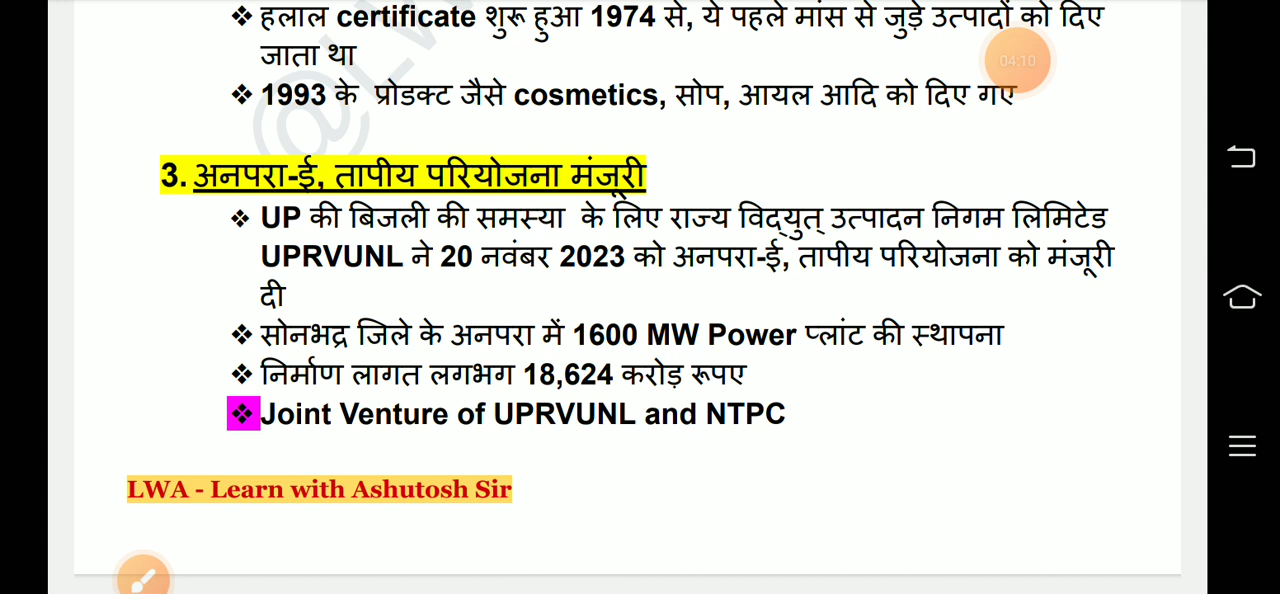 ❖ हलाल certificate शुरू हुआ 1974 से, ये पहले मांस से जुड़े उत्पादों को दिए
जाता था
04:10
❖ 1993 के प्रोडक्ट जैसे cosmetics, सोप, आयल आदि को दिए गए
3. अनपरा-ई, तापीय परियोजना मंजूरी
❖ UP की बिजली की समस्या के लिए राज्य विद्युत् उत्पादन निगम लिमिटेड
UPRVUNL ने 20 नवंबर 2023 को अनपरा-ई, तापीय परियोजना को मंजूरी
दी
❖ सोनभद्र जिले के अनपरा में 1600 MW Power प्लांट की स्थापना
❖ निर्माण लागत लगभग 18,624 करोड़ रूपए
❖ Joint Venture of UPRVUNL and NTPC
LWA - Learn with Ashutosh Sir